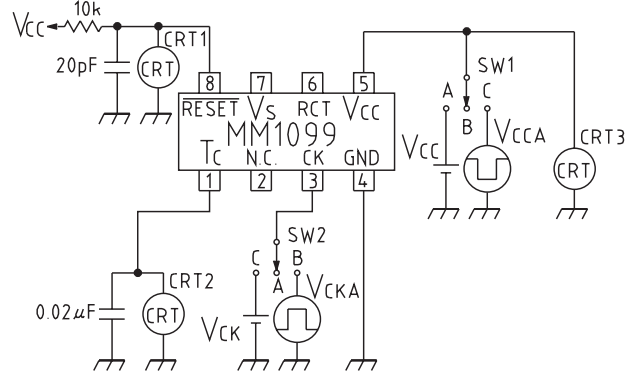 VCC
10k
20pF
CRT
CRT1
8
7
6
5
RESET
VS
RCT
VCC
MM1099
TC
N.C.
CK
GND
1
2
3
4
SW1
A
C
B
VCC
VCCA
CRT3
CRT
CRT2
0.02μF
CRT
SW2
C
B
A
VCK
VCKA